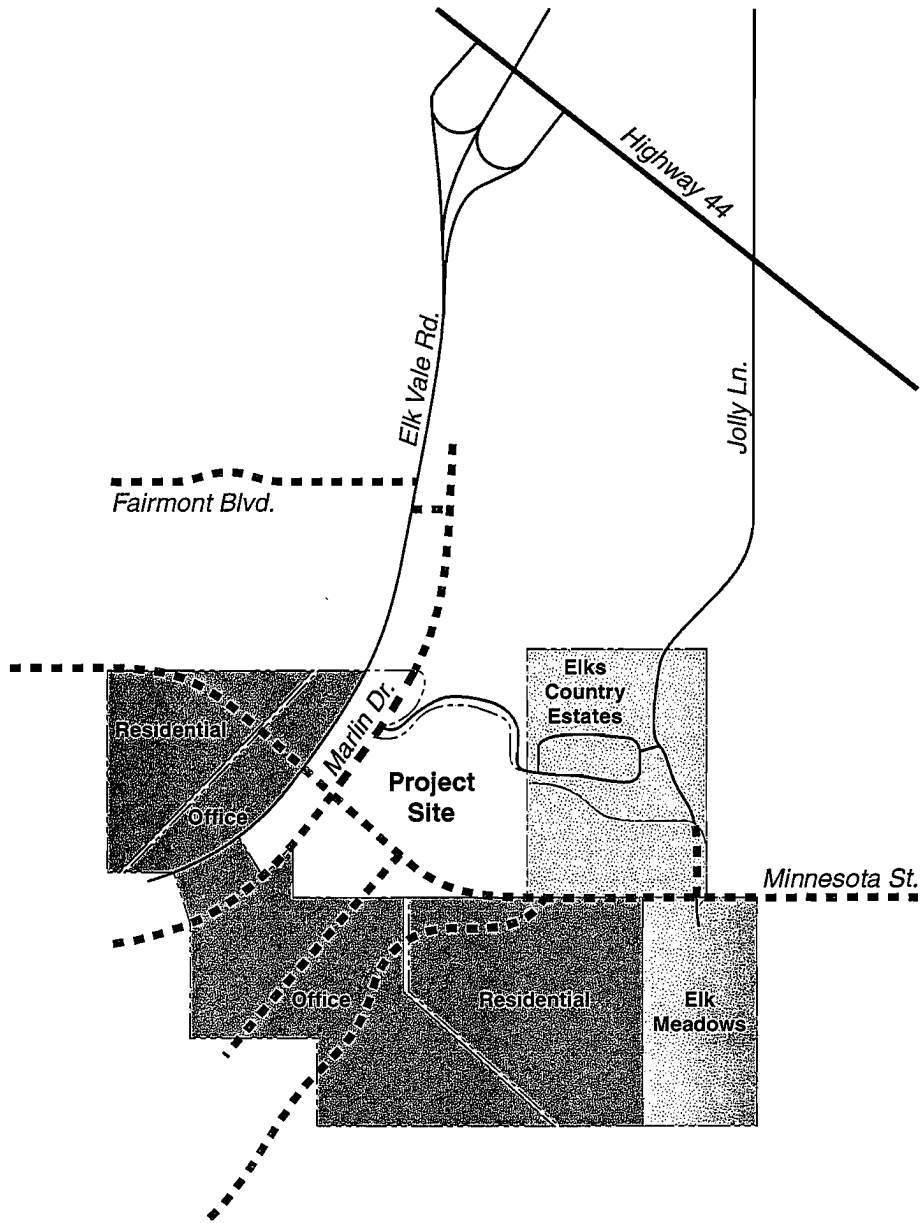 Highway 44
Elk Vale Rd.
Jolly Ln.
Fairmont Blvd.
Elks
Country
Estates
Marlin Dr.
Residential
Project
Site
Office
Minnesota St.
Office
Residential
Elk
Meadows